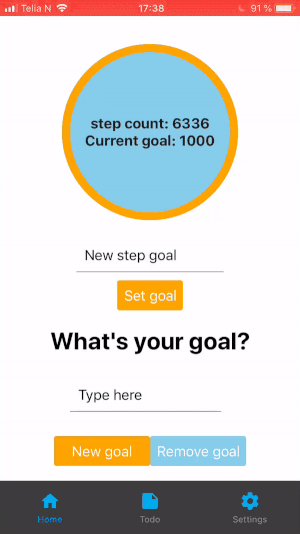 Telia N 17:38 91 %
step count: 6336
Current goal: 1000
New step goal
Set goal
What's your goal?
Type here
New goal Remove goal
Home Todo Settings